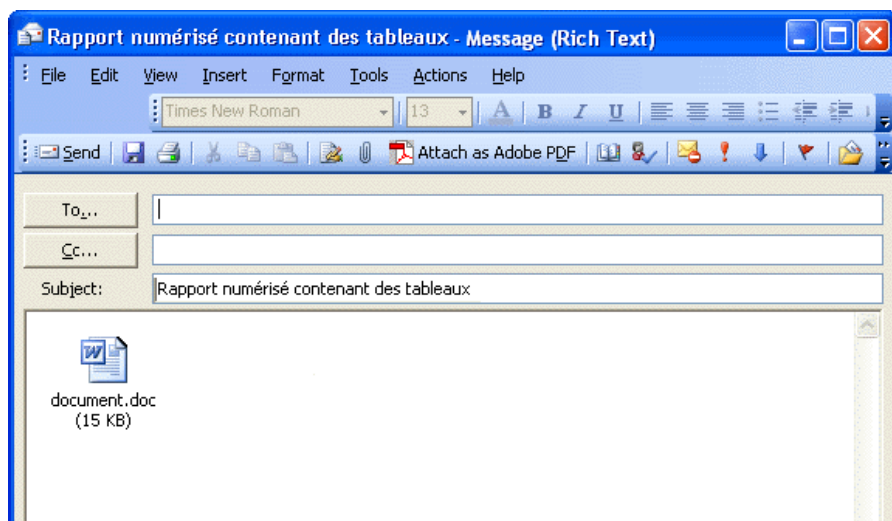 Rapport numérisé contenant des tableaux - Message (Rich Text)
File Edit View Insert Format Tools Actions Help
Times New Roman 13 A B I U
Send Attach as Adobe PDF
To...
Cc...
Subject: Rapport numérisé contenant des tableaux
document.doc
(15 KB)